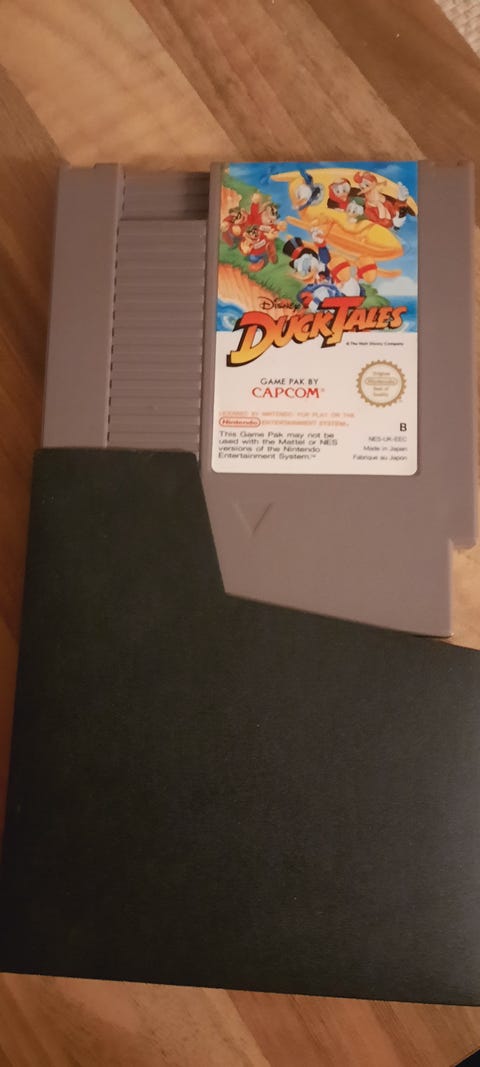 Disney's
DUCKTALES
© The Walt Disney Company
GAME PAK BY
CAPCOM®
Original
Nintendo
Seal of
Quality
LICENSED BY NINTENDO FOR PLAY ON THE
Nintendo ENTERTAINMENT SYSTEM.
B
This Game Pak may not be
used with the Mattel or NES
versions of the Nintendo
Entertainment System.™
NES-UK-EEC
Made in Japan
Fabriqué au Japon